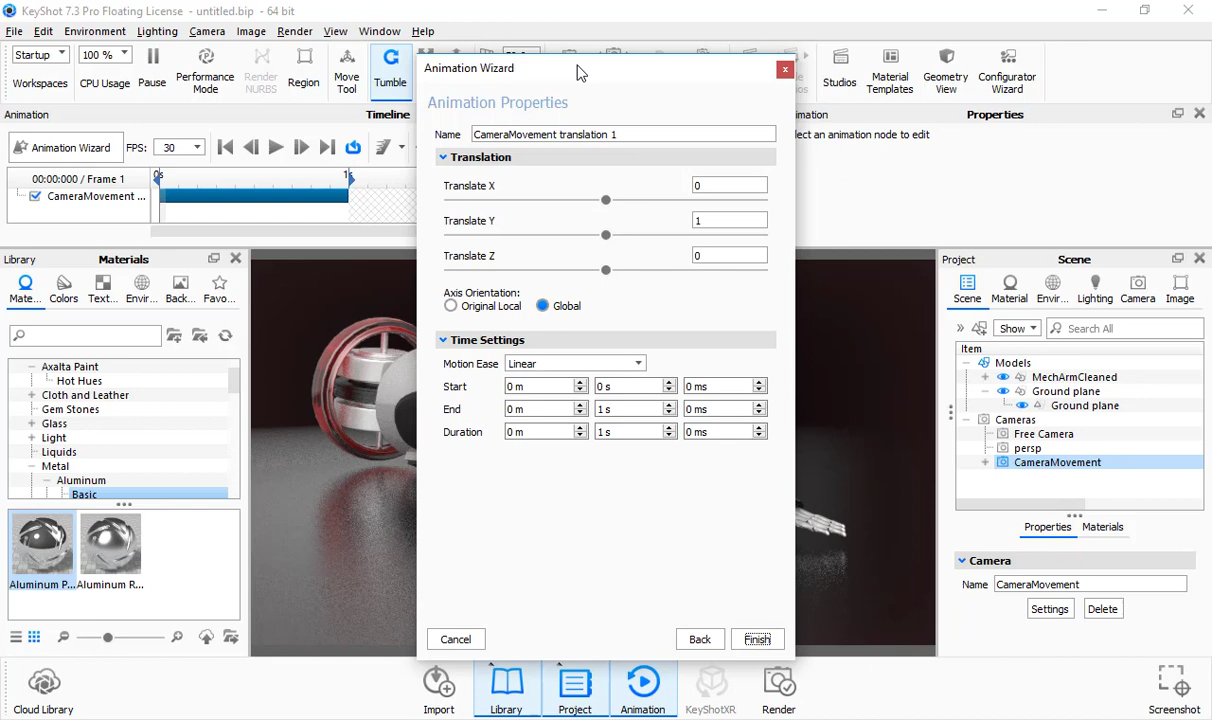 KeyShot 7.3 Pro Floating License - untitled.bip - 64 bit
File Edit Environment Lighting Camera Image Render View Window Help
Startup 100 %
Workspaces CPU Usage Pause Performance Mode Render NURBS Region Move Tool Tumble Studios Material Templates Geometry View Configurator Wizard
Animation Timeline Properties
Animation Wizard FPS: 30
00:00:000 / Frame 1 0s 1s
CameraMovement ...
Select an animation node to edit
Library Materials
Mate... Colors Text... Envir... Back... Favo...
Axalta Paint
Hot Hues
Cloth and Leather
Gem Stones
Glass
Light
Liquids
Metal
Aluminum
Basic
Aluminum P... Aluminum R...
Animation Wizard
Animation Properties
Name CameraMovement translation 1
Translation
Translate X 0
Translate Y 1
Translate Z 0
Axis Orientation:
Original Local Global
Time Settings
Motion Ease Linear
Start 0 m 0 s 0 ms
End 0 m 1 s 0 ms
Duration 0 m 1 s 0 ms
Cancel Back Finish
Project Scene
Scene Material Envir... Lighting Camera Image
Show Search All
Item
Models
MechArmCleaned
Ground plane
Ground plane
Cameras
Free Camera
persp
CameraMovement
Properties Materials
Camera
Name CameraMovement
Settings Delete
Cloud Library Import Library Project Animation KeyShotXR Render Screenshot